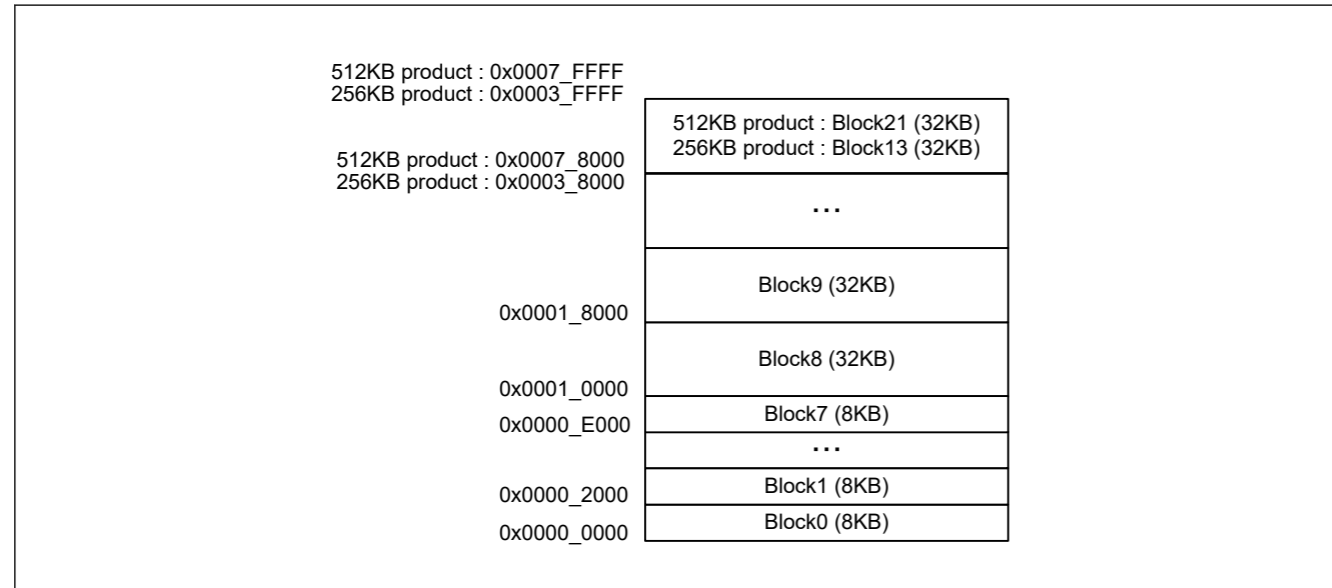 512KB product : 0x0007_FFFF
256KB product : 0x0003_FFFF
512KB product : Block21 (32KB)
256KB product : Block13 (32KB)
512KB product : 0x0007_8000
256KB product : 0x0003_8000
...
Block9 (32KB)
0x0001_8000
Block8 (32KB)
0x0001_0000
Block7 (8KB)
0x0000_E000
...
Block1 (8KB)
0x0000_2000
Block0 (8KB)
0x0000_0000